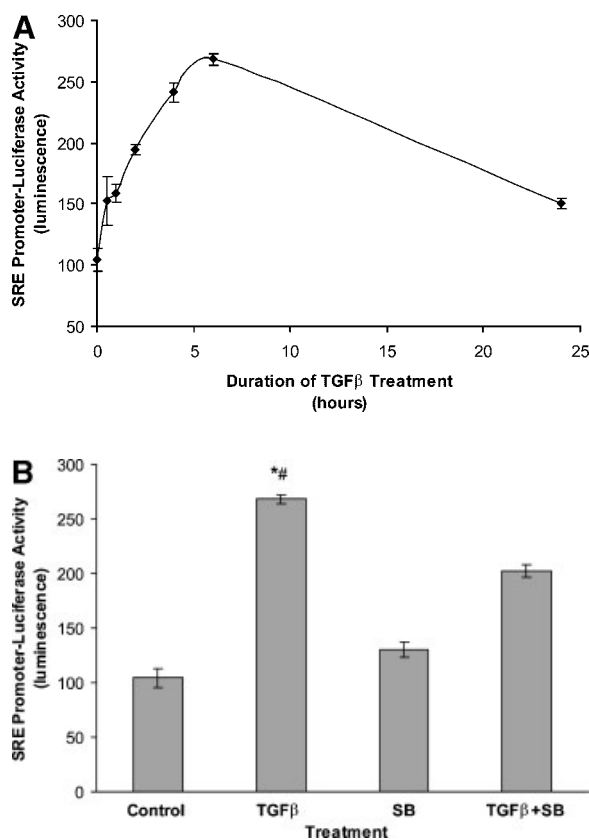 A
SRE Promoter-Luciferase Activity
(luminescence)
300
250
200
150
100
50
0 5 10 15 20 25
Duration of TGFβ Treatment
(hours)
B
SRE Promoter-Luciferase Activity
(luminescence)
300
250
200
150
100
50
0
*#
Control TGFβ SB TGFβ+SB
Treatment